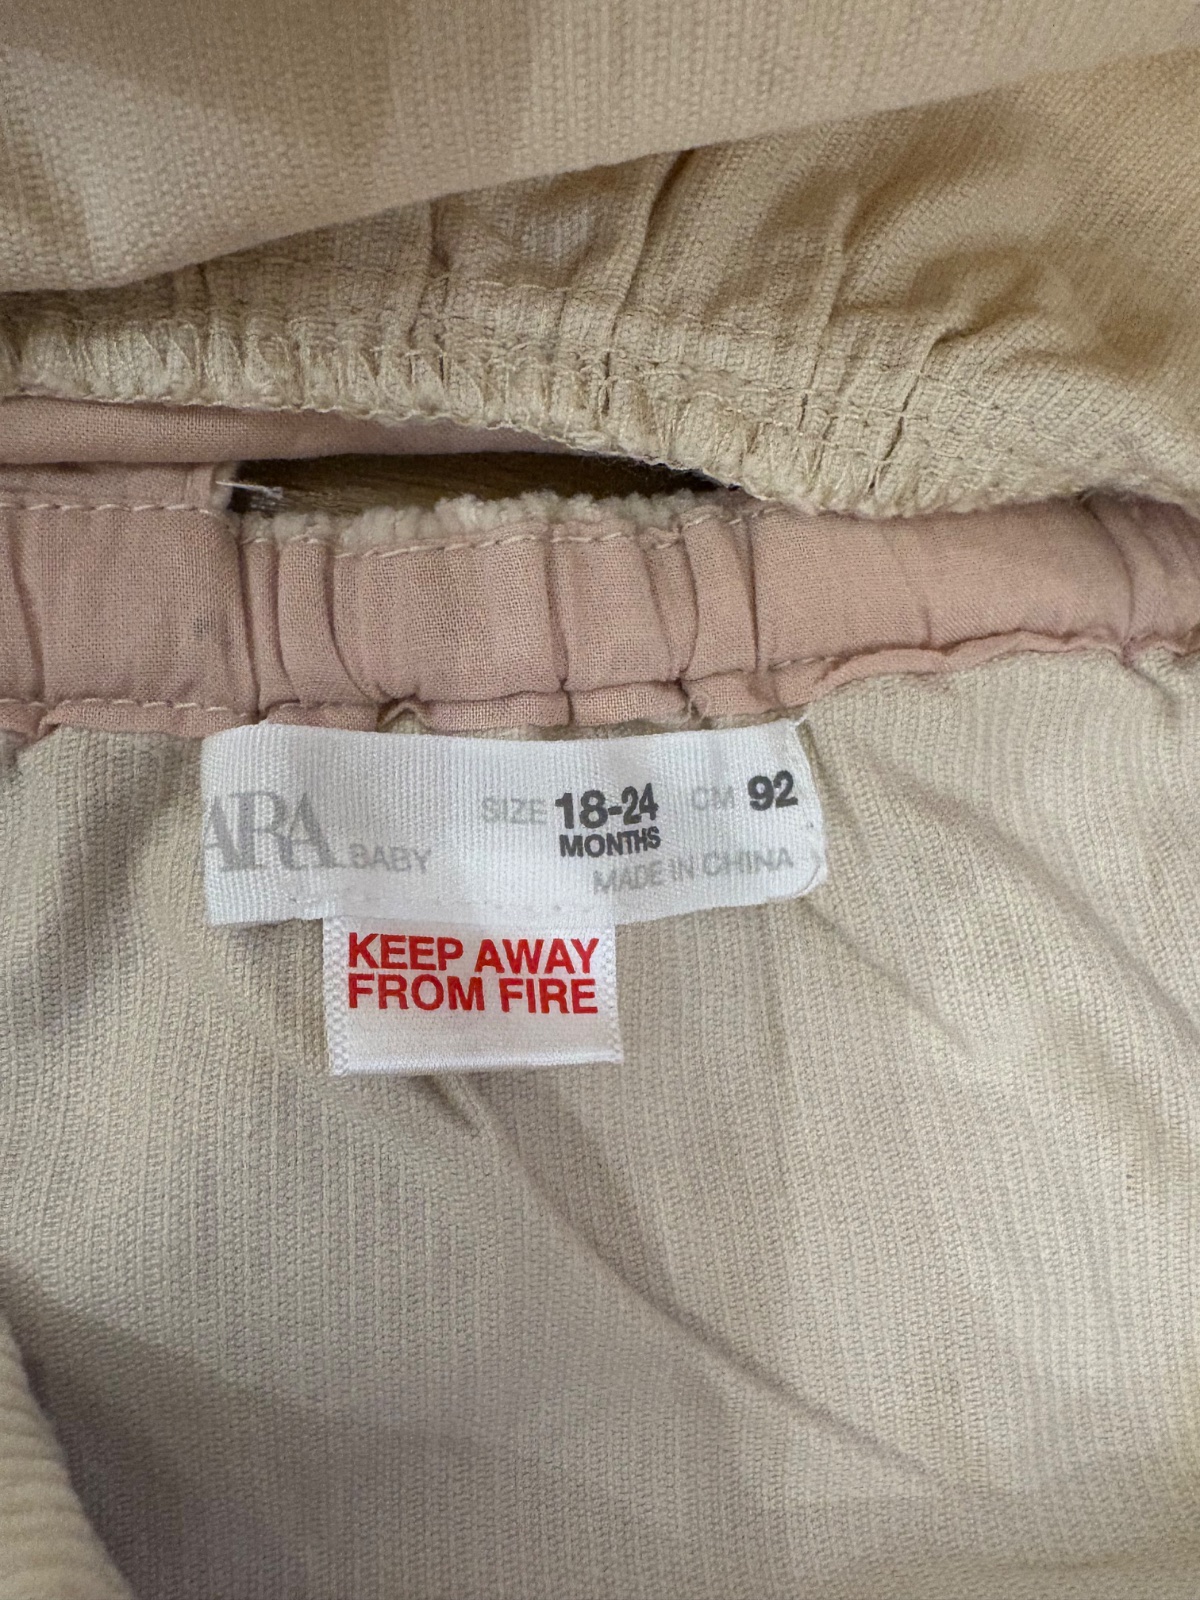 ARA BABY SIZE 18-24 MONTHS CM 92
MADE IN CHINA
KEEP AWAY
FROM FIRE